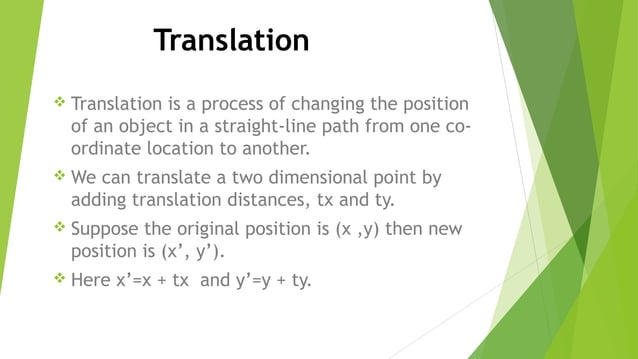 Translation
❖ Translation is a process of changing the position
of an object in a straight-line path from one co-
ordinate location to another.
❖ We can translate a two dimensional point by
adding translation distances, tx and ty.
❖ Suppose the original position is (x ,y) then new
position is (x’, y’).
❖ Here x’=x + tx  and y’=y + ty.